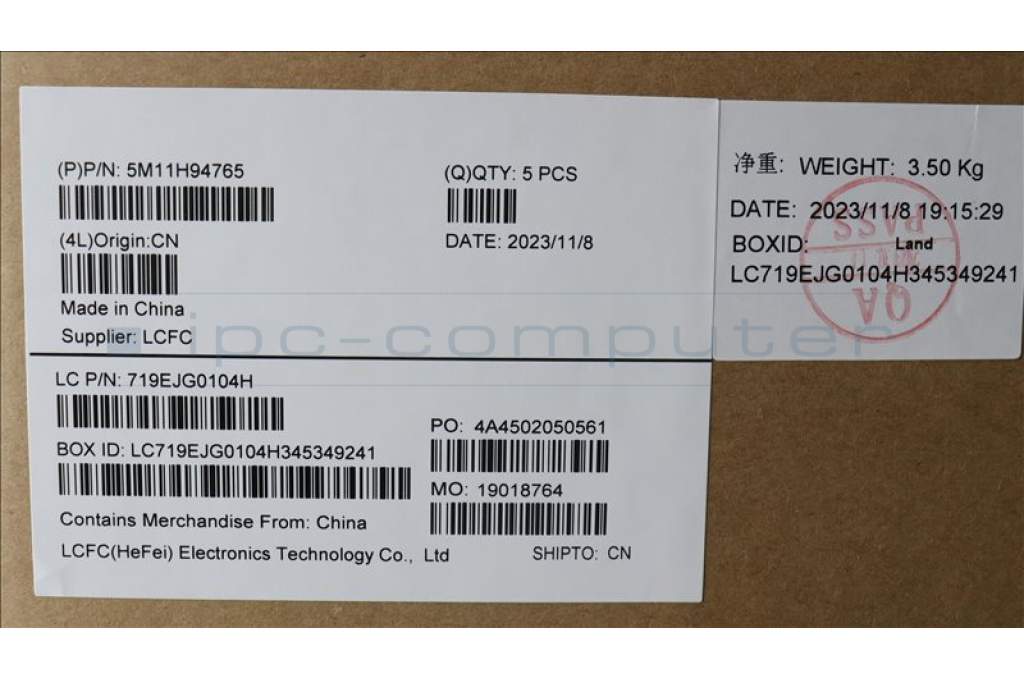 (P)P/N: 5M11H94765
(Q)QTY: 5 PCS
(4L)Origin:CN
DATE: 2023/11/8
Made in China
Supplier: LCFC
LC P/N: 719EJG0104H
PO: 4A4502050561
BOX ID: LC719EJG0104H345349241
MO: 19018764
Contains Merchandise From: China
LCFC(HeFei) Electronics Technology Co., Ltd
SHIPTO: CN
净重: WEIGHT: 3.50 Kg
DATE: 2023/11/8 19:15:29
BOXID: Land
LC719EJG0104H345349241
QA
PASS
ipc-computer